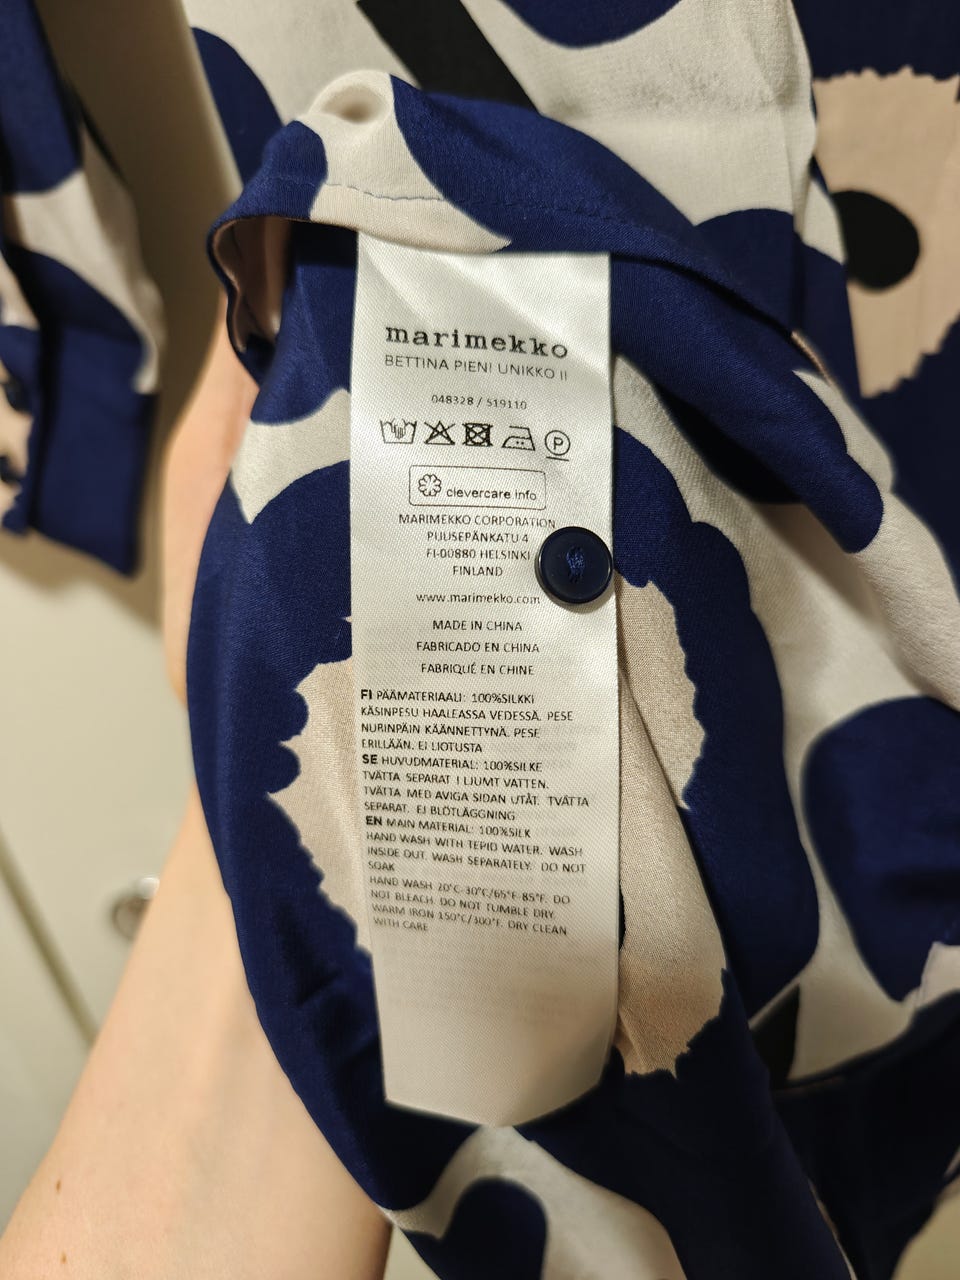 marimekko
BETTINA PIENI UNIKKO II
048328 / 519110
P
clevercare.info
MARIMEKKO CORPORATION
PUUSEPÄNKATU 4
FI-00880 HELSINKI
FINLAND
www.marimekko.com
MADE IN CHINA
FABRICADO EN CHINA
FABRIQUÉ EN CHINE
FI PÄÄMATERIAALI: 100%SILKKI
KÄSINPESU HAALEASSA VEDESSÄ. PESE
NURINPÄIN KÄÄNNETTYNÄ. PESE
ERILLÄÄN. EI LIOTUSTA
SE HUVUDMATERIAL: 100%SILKE
TVÄTTA SEPARAT I LJUMT VATTEN.
TVÄTTA MED AVIGA SIDAN UTÅT. TVÄTTA
SEPARAT. EJ BLÖTLÄGGNING
EN MAIN MATERIAL: 100%SILK
HAND WASH WITH TEPID WATER. WASH
INSIDE OUT. WASH SEPARATELY. DO NOT
SOAK
HAND WASH 20°C-30°C/65°F-85°F. DO
NOT BLEACH. DO NOT TUMBLE DRY.
WARM IRON 150°C/300°F. DRY CLEAN
WITH CARE